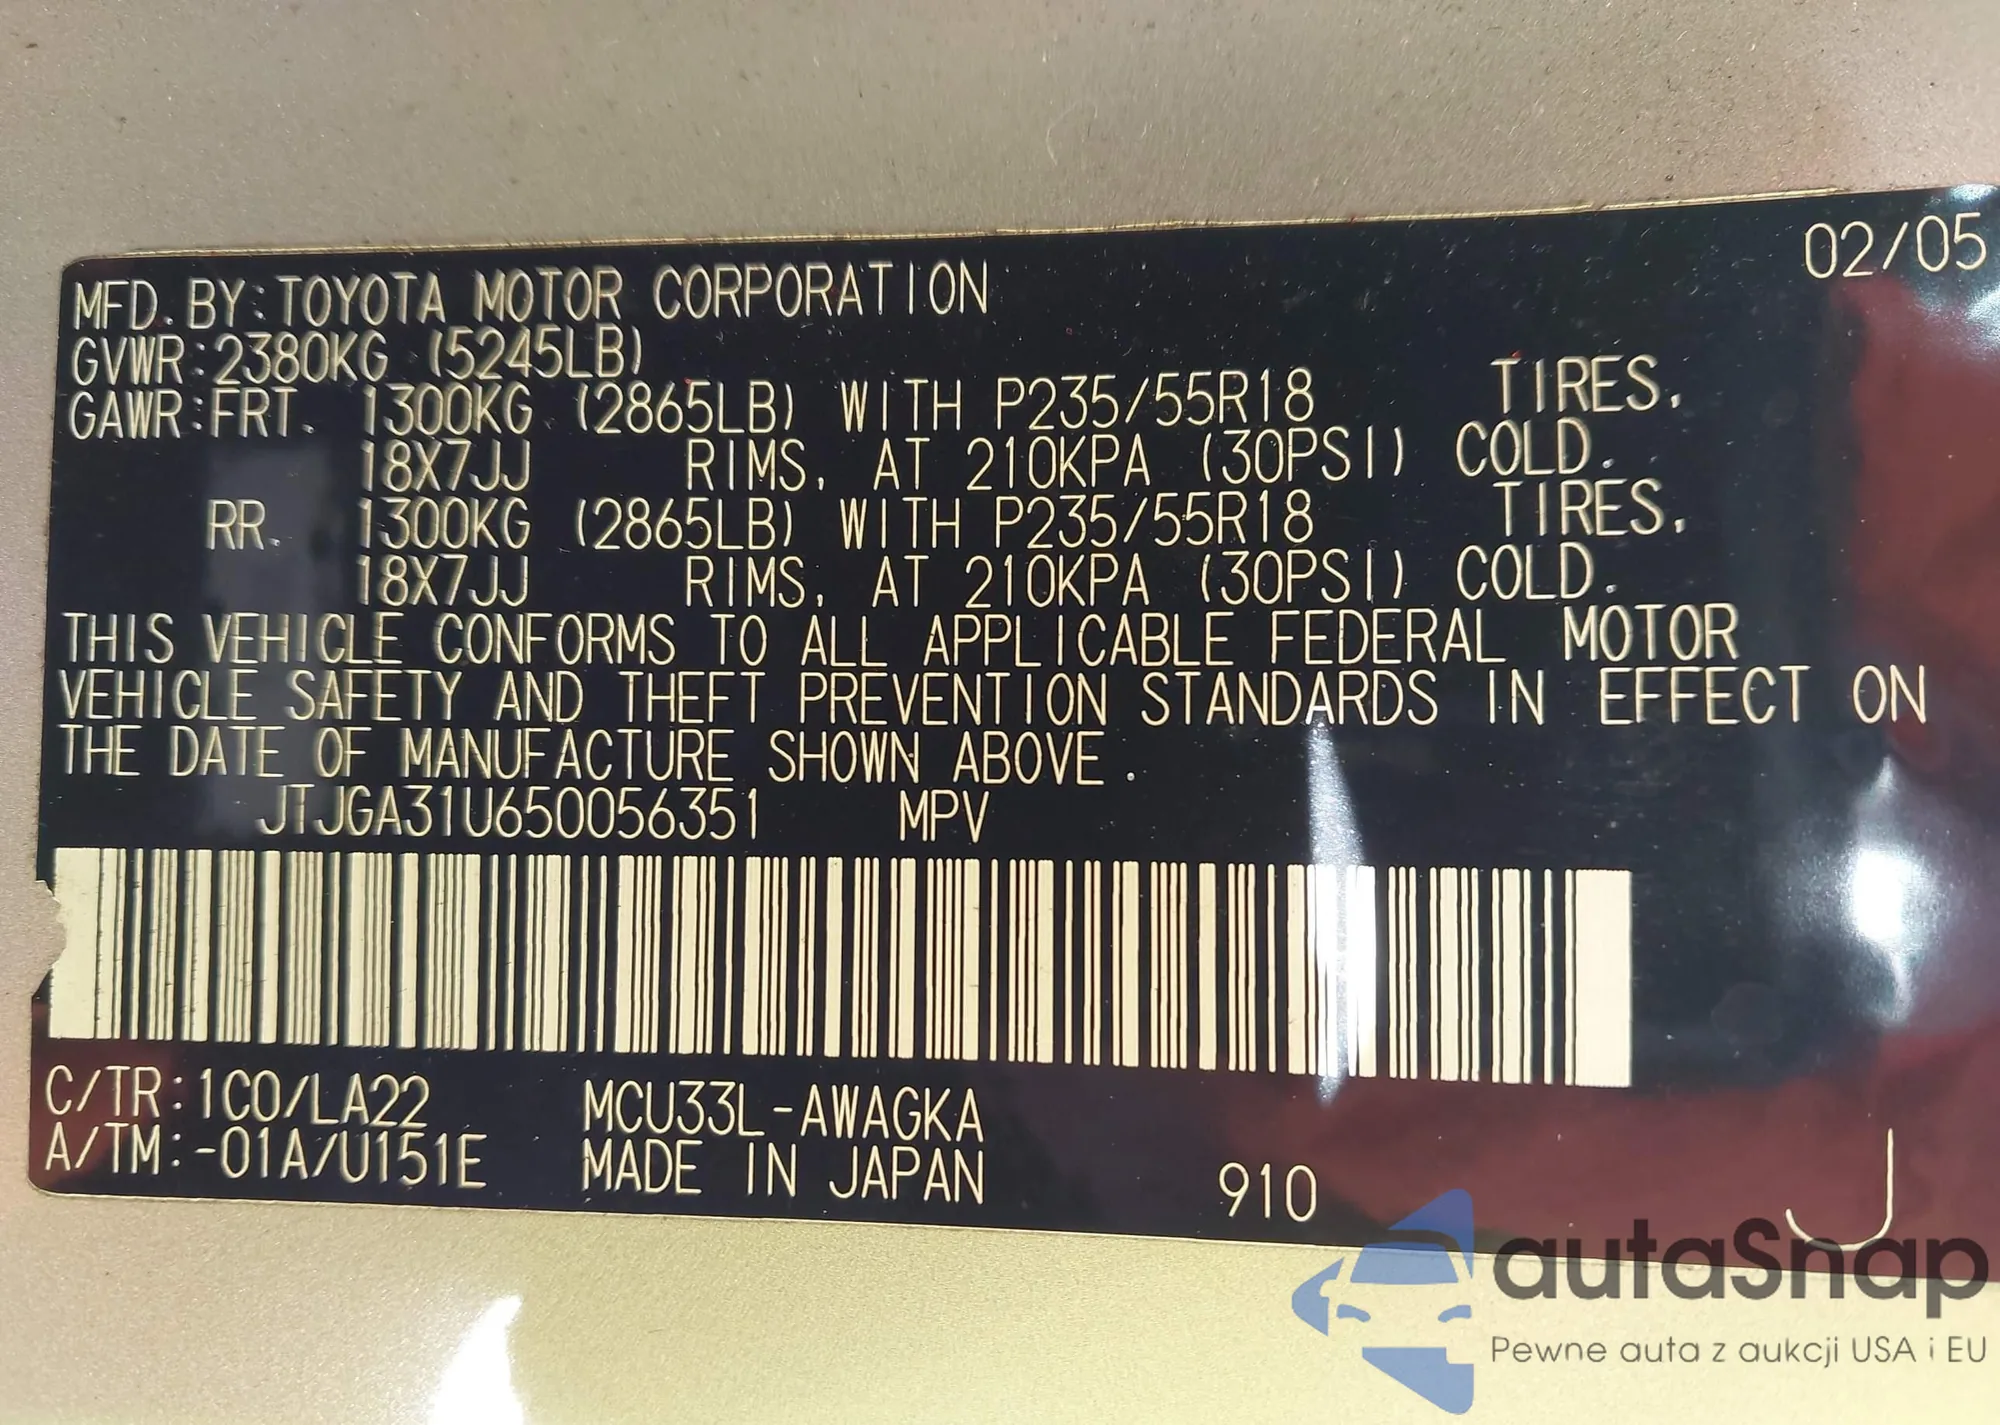 02/05
MFD. BY:TOYOTA MOTOR CORPORATION
GVWR:2380KG (5245LB)
GAWR:FRT. 1300KG (2865LB) WITH P235/55R18 TIRES,
18X7JJ RIMS, AT 210KPA (30PSI) COLD.
RR. 1300KG (2865LB) WITH P235/55R18 TIRES,
18X7JJ RIMS, AT 210KPA (30PSI) COLD.
THIS VEHICLE CONFORMS TO ALL APPLICABLE FEDERAL MOTOR
VEHICLE SAFETY AND THEFT PREVENTION STANDARDS IN EFFECT ON
THE DATE OF MANUFACTURE SHOWN ABOVE.
JTJGA31U650056351 MPV
C/TR:1C0/LA22 MCU33L-AWAGKA
A/TM:-01A/U151E MADE IN JAPAN 910 J
autaSnap
Pewne auta z aukcji USA i EU